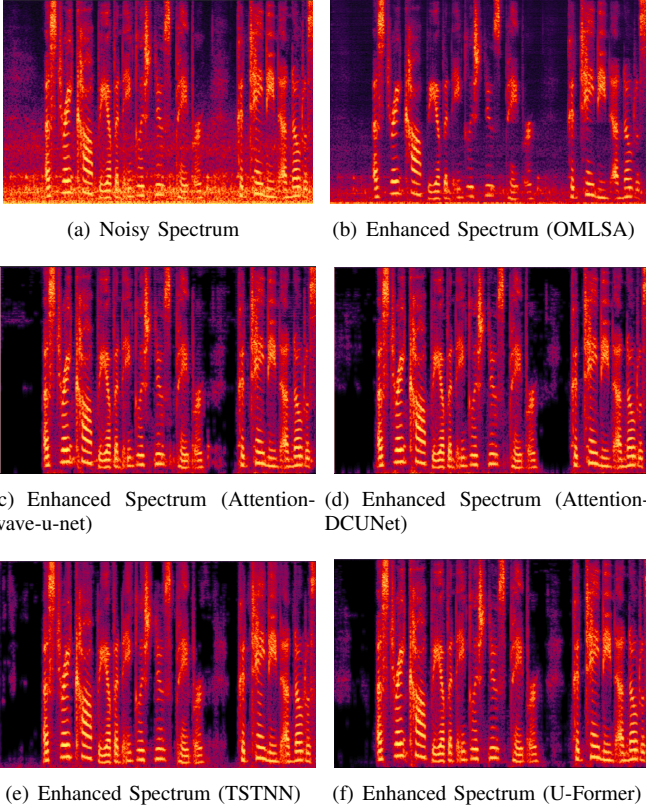 (a) Noisy Spectrum
(b) Enhanced Spectrum (OMLSA)
c) Enhanced Spectrum (Attention-
wave-u-net)
(d) Enhanced Spectrum (Attention-
DCUNet)
(e) Enhanced Spectrum (TSTNN)
(f) Enhanced Spectrum (U-Former)